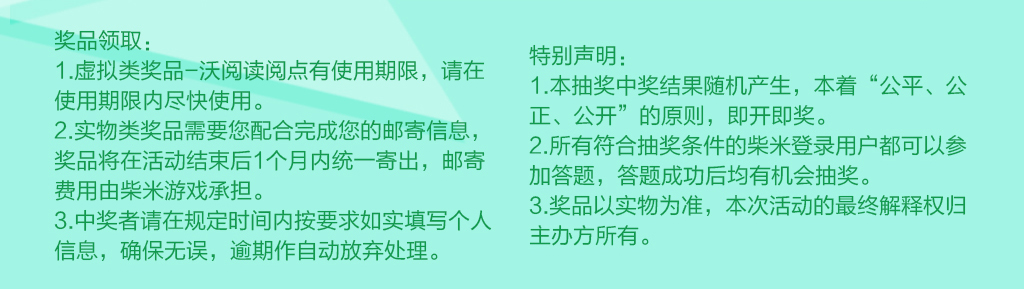 奖品领取：
1.虚拟类奖品-沃阅读阅点有使用期限，请在
使用期限内尽快使用。
2.实物类奖品需要您配合完成您的邮寄信息，
奖品将在活动结束后1个月内统一寄出，邮寄
费用由柴米游戏承担。
3.中奖者请在规定时间内按要求如实填写个人
信息，确保无误，逾期作自动放弃处理。
特别声明：
1.本抽奖中奖结果随机产生，本着“公平、公
正、公开”的原则，即开即奖。
2.所有符合抽奖条件的柴米登录用户都可以参
加答题，答题成功后均有机会抽奖。
3.奖品以实物为准，本次活动的最终解释权归
主办方所有。